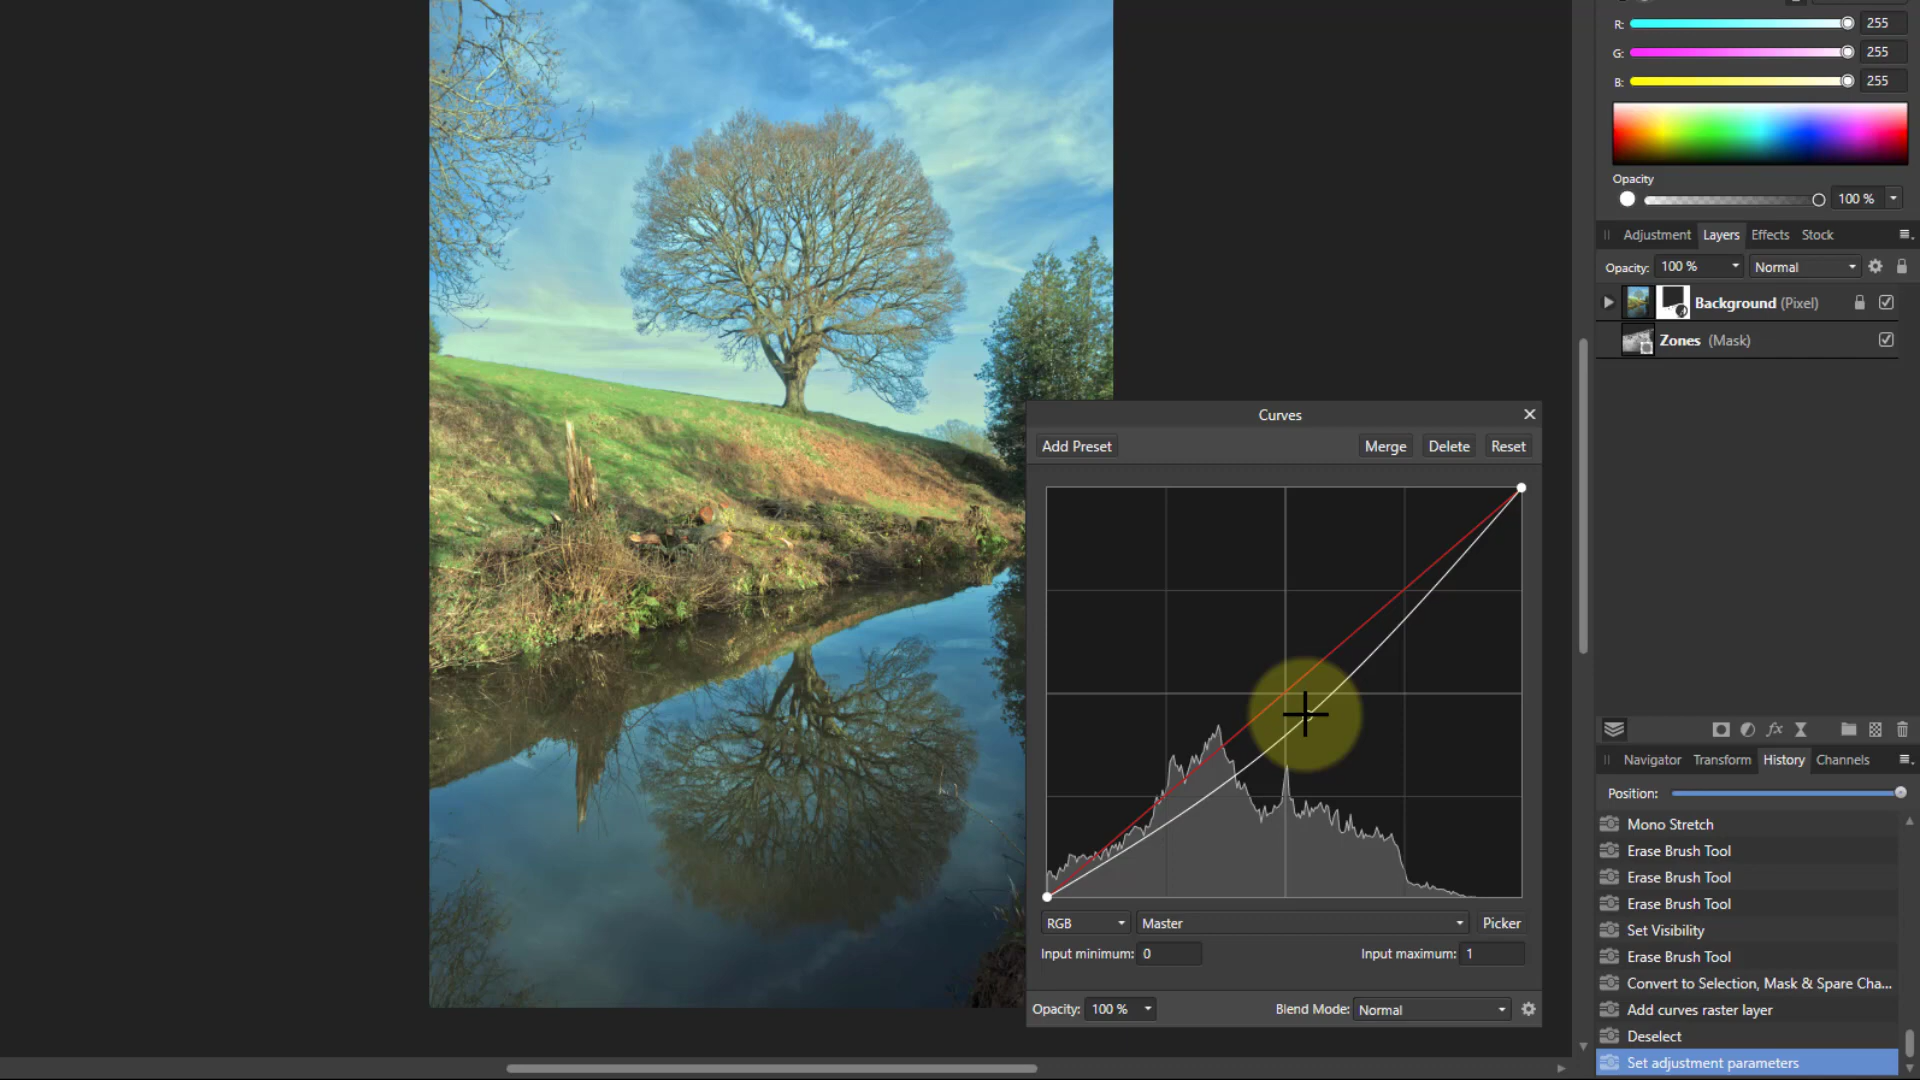 R: 255
G: 255
B: 255
Opacity
100 %
Adjustment Layers Effects Stock
Opacity: 100 % Normal
Background (Pixel)
Zones (Mask)
Curves
Add Preset Merge Delete Reset
RGB Master Picker
Input minimum: 0 Input maximum: 1
Opacity: 100 % Blend Mode: Normal
fx
Navigator Transform History Channels
Position:
Mono Stretch
Erase Brush Tool
Erase Brush Tool
Erase Brush Tool
Set Visibility
Erase Brush Tool
Convert to Selection, Mask & Spare Cha...
Add curves raster layer
Deselect
Set adjustment parameters